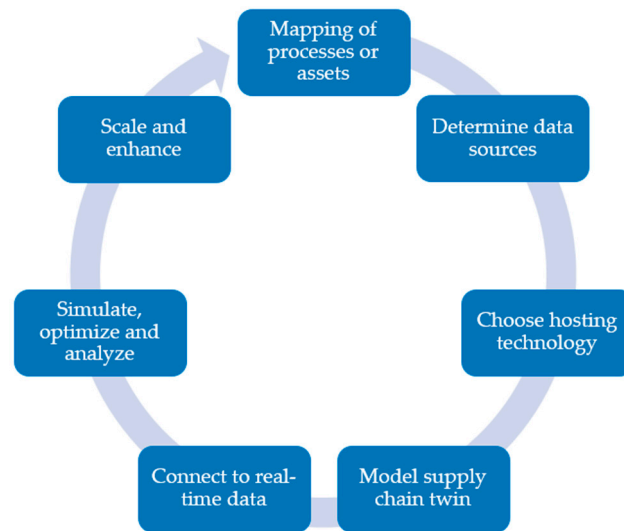 Mapping of
processes or
assets
Determine data
sources
Choose hosting
technology
Model supply
chain twin
Connect to real-
time data
Simulate,
optimize and
analyze
Scale and
enhance